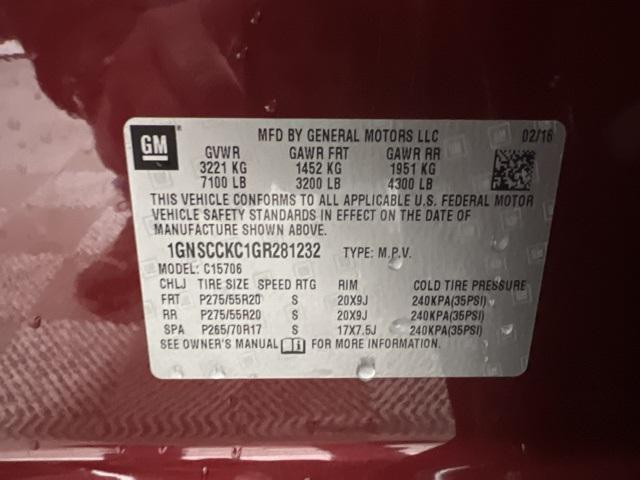 GM
MFD BY GENERAL MOTORS LLC 02/16
GVWR GAWR FRT GAWR RR
3221 KG 1452 KG 1951 KG
7100 LB 3200 LB 4300 LB
THIS VEHICLE CONFORMS TO ALL APPLICABLE U.S. FEDERAL MOTOR
VEHICLE SAFETY STANDARDS IN EFFECT ON THE DATE OF
MANUFACTURE SHOWN ABOVE.
1GNSCCKC1GR281232 TYPE: M.P.V.
MODEL: C15706
CHLJ TIRE SIZE SPEED RTG RIM COLD TIRE PRESSURE
FRT P275/55R20 S 20X9J 240KPA(35PSI)
RR P275/55R20 S 20X9J 240KPA(35PSI)
SPA P265/70R17 S 17X7.5J 240KPA(35PSI)
SEE OWNER'S MANUAL FOR MORE INFORMATION.